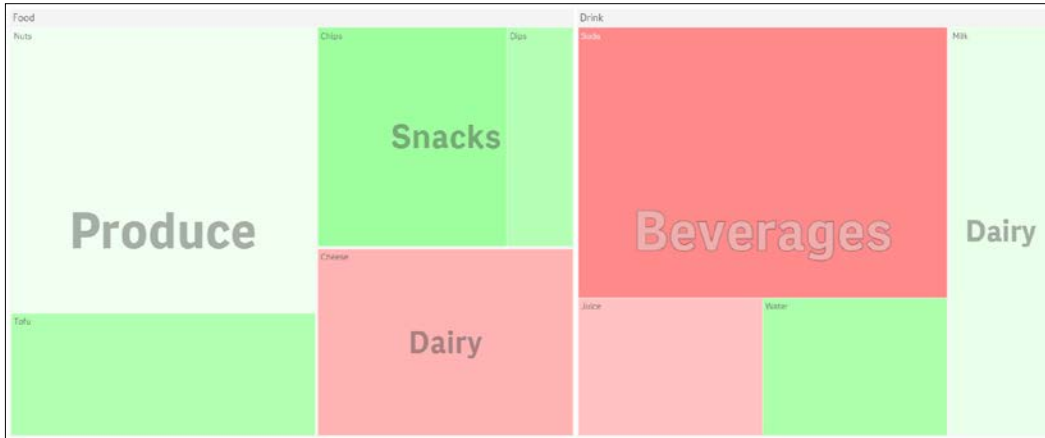 Food
Drink
Nuts
Produce
Tofu
Chips
Dips
Snacks
Cheese
Dairy
Soda
Beverages
Juice
Water
Milk
Dairy